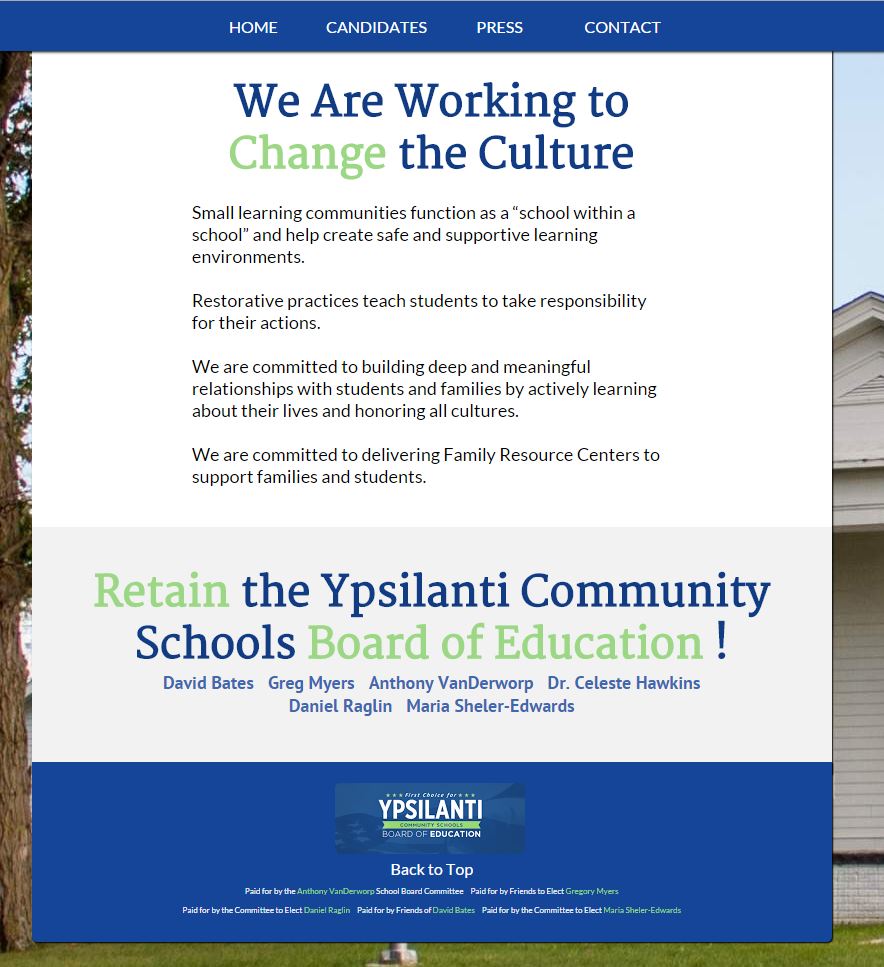 HOME CANDIDATES PRESS CONTACT
We Are Working to
Change the Culture
Small learning communities function as a “school within a
school” and help create safe and supportive learning
environments.
Restorative practices teach students to take responsibility
for their actions.
We are committed to building deep and meaningful
relationships with students and families by actively learning
about their lives and honoring all cultures.
We are committed to delivering Family Resource Centers to
support families and students.
Retain the Ypsilanti Community
Schools Board of Education !
David Bates Greg Myers Anthony VanDerworp Dr. Celeste Hawkins
Daniel Raglin Maria Sheler-Edwards
First Choice for
YPSILANTI
COMMUNITY SCHOOLS
BOARD OF EDUCATION
Back to Top
Paid for by the Anthony VanDerworp School Board Committee Paid for by Friends to Elect Gregory Myers
Paid for by the Committee to Elect Daniel Raglin Paid for by Friends of David Bates Paid for by the Committee to Elect Maria Sheler-Edwards